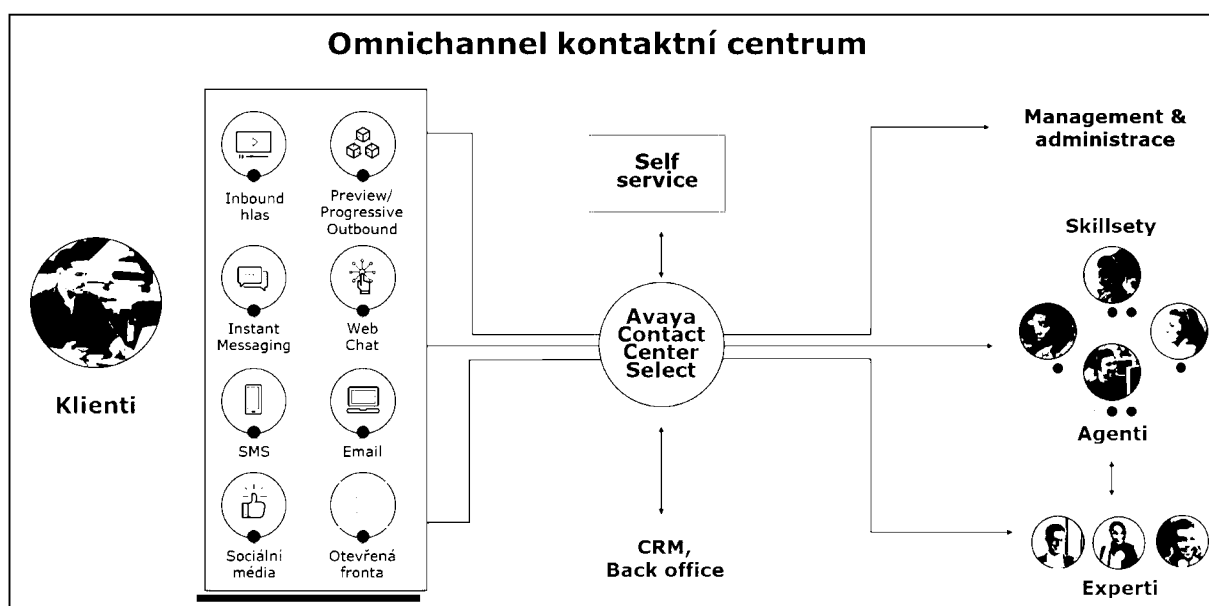 Omnichannel kontaktní centrum
Klienti
Inbound
hlas
Preview/
Progressive
Outbound
Instant
Messaging
Web
Chat
SMS
Email
Sociální
média
Otevřená
fronta
Self
service
Avaya
Contact
Center
Select
CRM,
Back office
Management &
administrace
Skillsety
Agenti
Experti